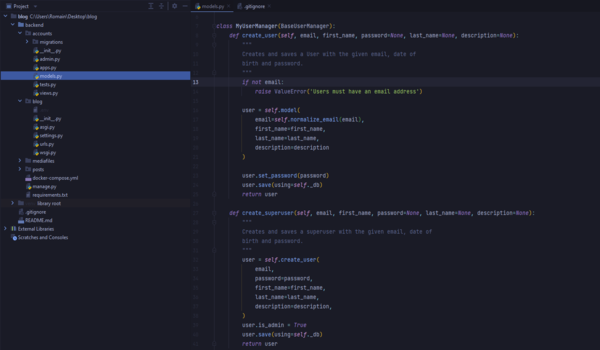 Project
models.py
.gitignore
blog C:\Users\Romain\Desktop\blog
backend
accounts
migrations
__init__.py
admin.py
apps.py
models.py
tests.py
views.py
blog
__init__.py
asgi.py
settings.py
urls.py
wsgi.py
mediafiles
posts
docker-compose.yml
manage.py
requirements.txt
library root
.gitignore
README.md
External Libraries
Scratches and Consoles
class MyUserManager(BaseUserManager):
def create_user(self, email, first_name, password=None, last_name=None, description=None):
"""
Creates and saves a User with the given email, date of
birth and password.
"""
13
if not email:
raise ValueError('Users must have an email address')
user = self.model(
email=self.normalize_email(email),
first_name=first_name,
last_name=last_name,
description=description
)
user.set_password(password)
user.save(using=self._db)
return user
def create_superuser(self, email, first_name, password=None, last_name=None, description=None):
"""
Creates and saves a superuser with the given email, date of
birth and password.
"""
user = self.create_user(
email,
password=password,
first_name=first_name,
last_name=last_name,
description=description,
)
user.is_admin = True
user.save(using=self._db)
return user